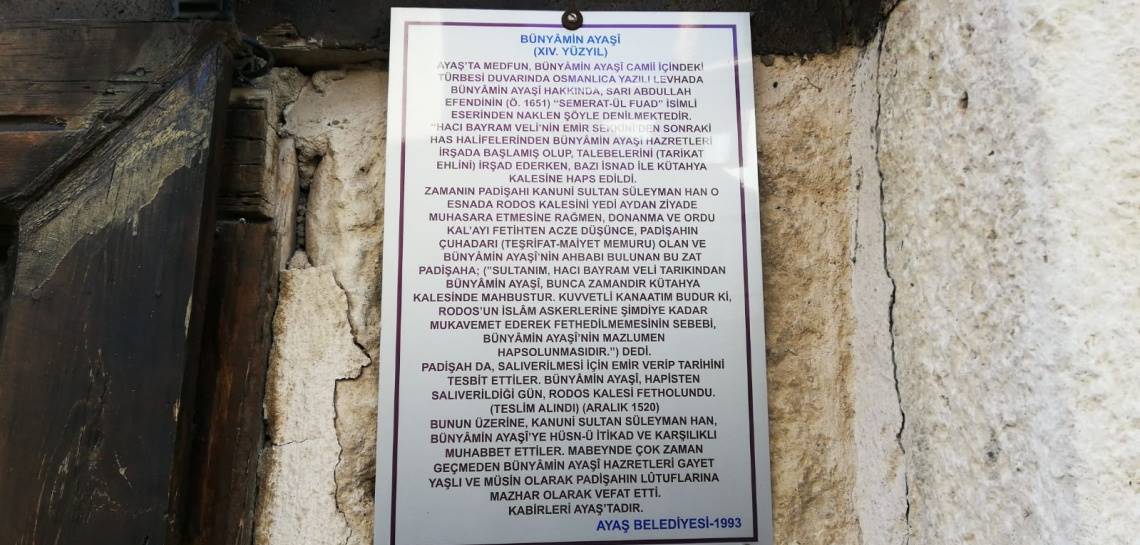 BÜNYÂMİN AYAŞÎ
(XIV. YÜZYIL)
AYAŞ'TA MEDFUN, BÜNYÂMİN AYAŞÎ CAMİİ İÇİNDEKİ
TÜRBESİ DUVARINDA OSMANLICA YAZILI LEVHADA
BÜNYÂMİN AYAŞÎ HAKKINDA, SARI ABDULLAH
EFENDİNİN (Ö. 1651) "SEMERAT-ÜL FUAD" İSİMLİ
ESERİNDEN NAKLEN ŞÖYLE DENİLMEKTEDİR.
"HACI BAYRAM VELİ'NİN EMİR SEKKİNİ'DEN SONRAKİ
HAS HALİFELERİNDEN BÜNYÂMİN AYAŞÎ HAZRETLERİ
İRŞADA BAŞLAMIŞ OLUP, TALEBELERİNİ (TARİKAT
EHLİNİ) İRŞAD EDERKEN, BAZI İSNAD İLE KÜTAHYA
KALESİNE HAPS EDİLDİ.
ZAMANIN PADİŞAHI KANUNİ SULTAN SÜLEYMAN HAN O
ESNADA RODOS KALESİNİ YEDİ AYDAN ZİYADE
MUHASARA ETMESİNE RAĞMEN, DONANMA VE ORDU
KAL'AYI FETİHTEN ACZE DÜŞÜNCE, PADİŞAHIN
ÇUHADARI (TEŞRİFAT-MAİYET MEMURU) OLAN VE
BÜNYÂMİN AYAŞÎ'NİN AHBABI BULUNAN BU ZAT
PADİŞAHA; ("SULTANIM, HACI BAYRAM VELİ TARIKINDAN
BÜNYÂMİN AYAŞÎ, BUNCA ZAMANDIR KÜTAHYA
KALESİNDE MAHBUSTUR. KUVVETLİ KANAATIM BUDUR Kİ,
RODOS'UN İSLÂM ASKERLERİNE ŞİMDİYE KADAR
MUKAVEMET EDEREK FETHEDİLMEMESİNİN SEBEBİ,
BÜNYÂMİN AYAŞÎ'NİN MAZLUMEN
HAPSOLUNMASIDIR.") DEDİ.
PADİŞAH DA, SALIVERİLMESİ İÇİN EMİR VERİP TARİHİNİ
TESBİT ETTİLER. BÜNYÂMİN AYAŞÎ, HAPİSTEN
SALIVERİLDİĞİ GÜN, RODOS KALESİ FETHOLUNDU.
(TESLİM ALINDI) (ARALIK 1520)
BUNUN ÜZERİNE, KANUNİ SULTAN SÜLEYMAN HAN,
BÜNYÂMİN AYAŞÎ'YE HÜSN-Ü İTİKAD VE KARŞILIKLI
MUHABBET ETTİLER. MABEYNDE ÇOK ZAMAN
GEÇMEDEN BÜNYÂMİN AYAŞÎ HAZRETLERİ GAYET
YAŞLI VE MÜSİN OLARAK PADİŞAHIN LÛTUFLARINA
MAZHAR OLARAK VEFAT ETTİ.
KABİRLERİ AYAŞ'TADIR.
AYAŞ BELEDİYESİ-1993